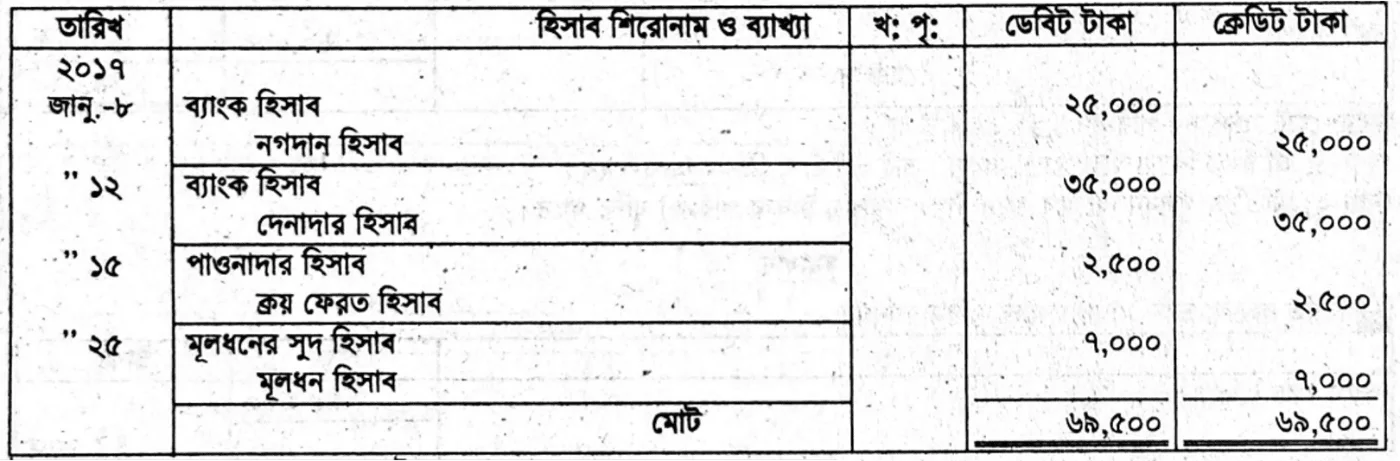 তারিখ হিসাব শিরোনাম ও ব্যাখ্যা খ: পৃ: ডেবিট টাকা ক্রেডিট টাকা
২০১৭
জানু.-৮ ব্যাংক হিসাব ২৫,০০০
নগদান হিসাব ২৫,০০০
" ১২ ব্যাংক হিসাব ৩৫,০০০
দেনাদার হিসাব ৩৫,০০০
" ১৫ পাওনাদার হিসাব ২,৫০০
ক্রয় ফেরত হিসাব ২,৫০০
" ২৫ মূলধনের সুদ হিসাব ৭,০০০
মূলধন হিসাব ৭,০০০
মোট ৬৯,৫০০ ৬৯,৫০০